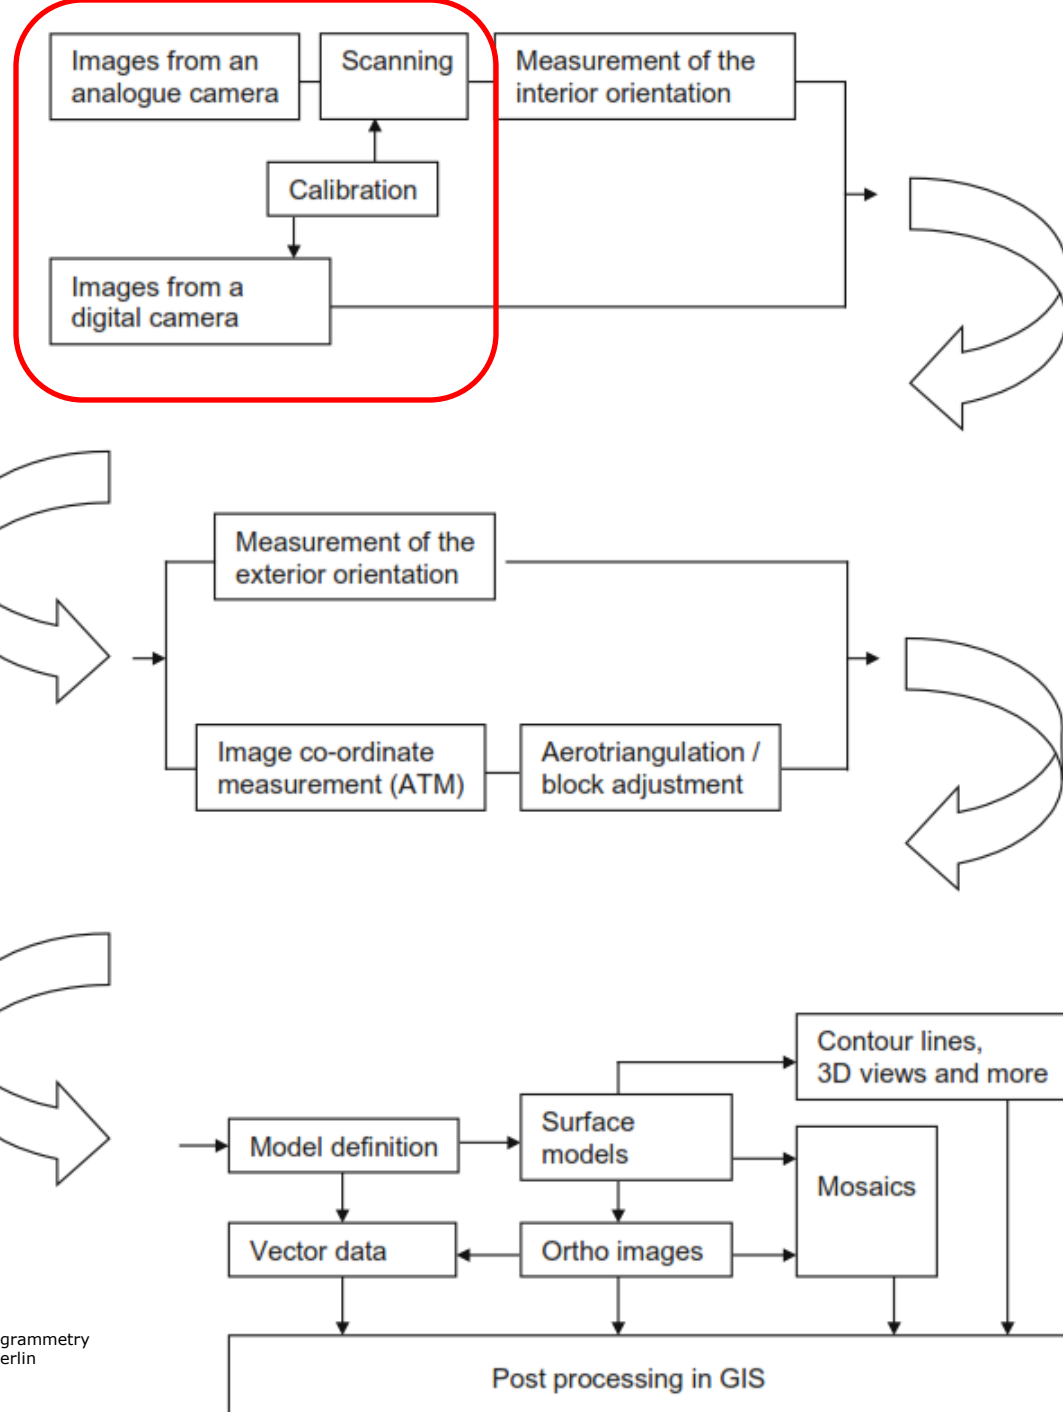 Images from an
analogue camera
Scanning
Measurement of the
interior orientation
Calibration
Images from a
digital camera
Measurement of the
exterior orientation
Image co-ordinate
measurement (ATM)
Aerotriangulation /
block adjustment
Contour lines,
3D views and more
Surface
models
Model definition
Mosaics
Vector data
Ortho images
grammetry
erlin
Post processing in GIS